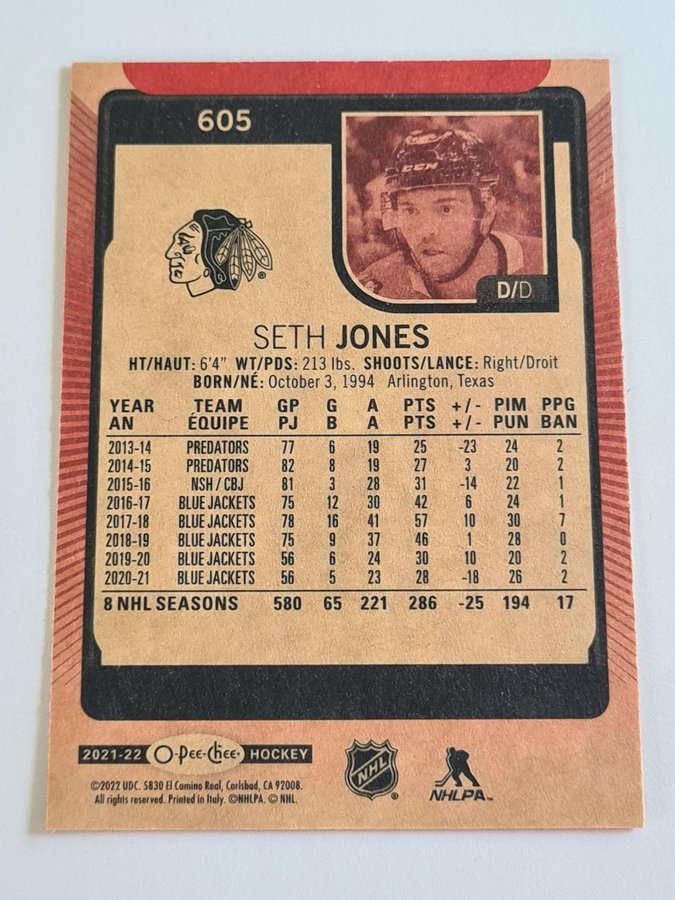 605
CCM
D/D
SETH JONES
HT/HAUT: 6'4" WT/PDS: 213 lbs. SHOOTS/LANCE: Right/Droit
BORN/NÉ: October 3, 1994 Arlington, Texas
YEAR TEAM GP G A PTS +/- PIM PPG
AN ÉQUIPE PJ B A PTS +/- PUN BAN
2013-14 PREDATORS 77 6 19 25 -23 24 2
2014-15 PREDATORS 82 8 19 27 3 20 2
2015-16 NSH / CBJ 81 3 28 31 -14 22 1
2016-17 BLUE JACKETS 75 12 30 42 6 24 1
2017-18 BLUE JACKETS 78 16 41 57 10 30 7
2018-19 BLUE JACKETS 75 9 37 46 1 28 0
2019-20 BLUE JACKETS 56 6 24 30 10 20 2
2020-21 BLUE JACKETS 56 5 23 28 -18 26 2
8 NHL SEASONS 580 65 221 286 -25 194 17
2021-22 O-Pee-Chee HOCKEY
©2022 UDC. 5830 El Camino Real, Carlsbad, CA 92008.
All rights reserved. Printed in Italy. ©NHLPA. © NHL.
NHL ®
NHLPA™